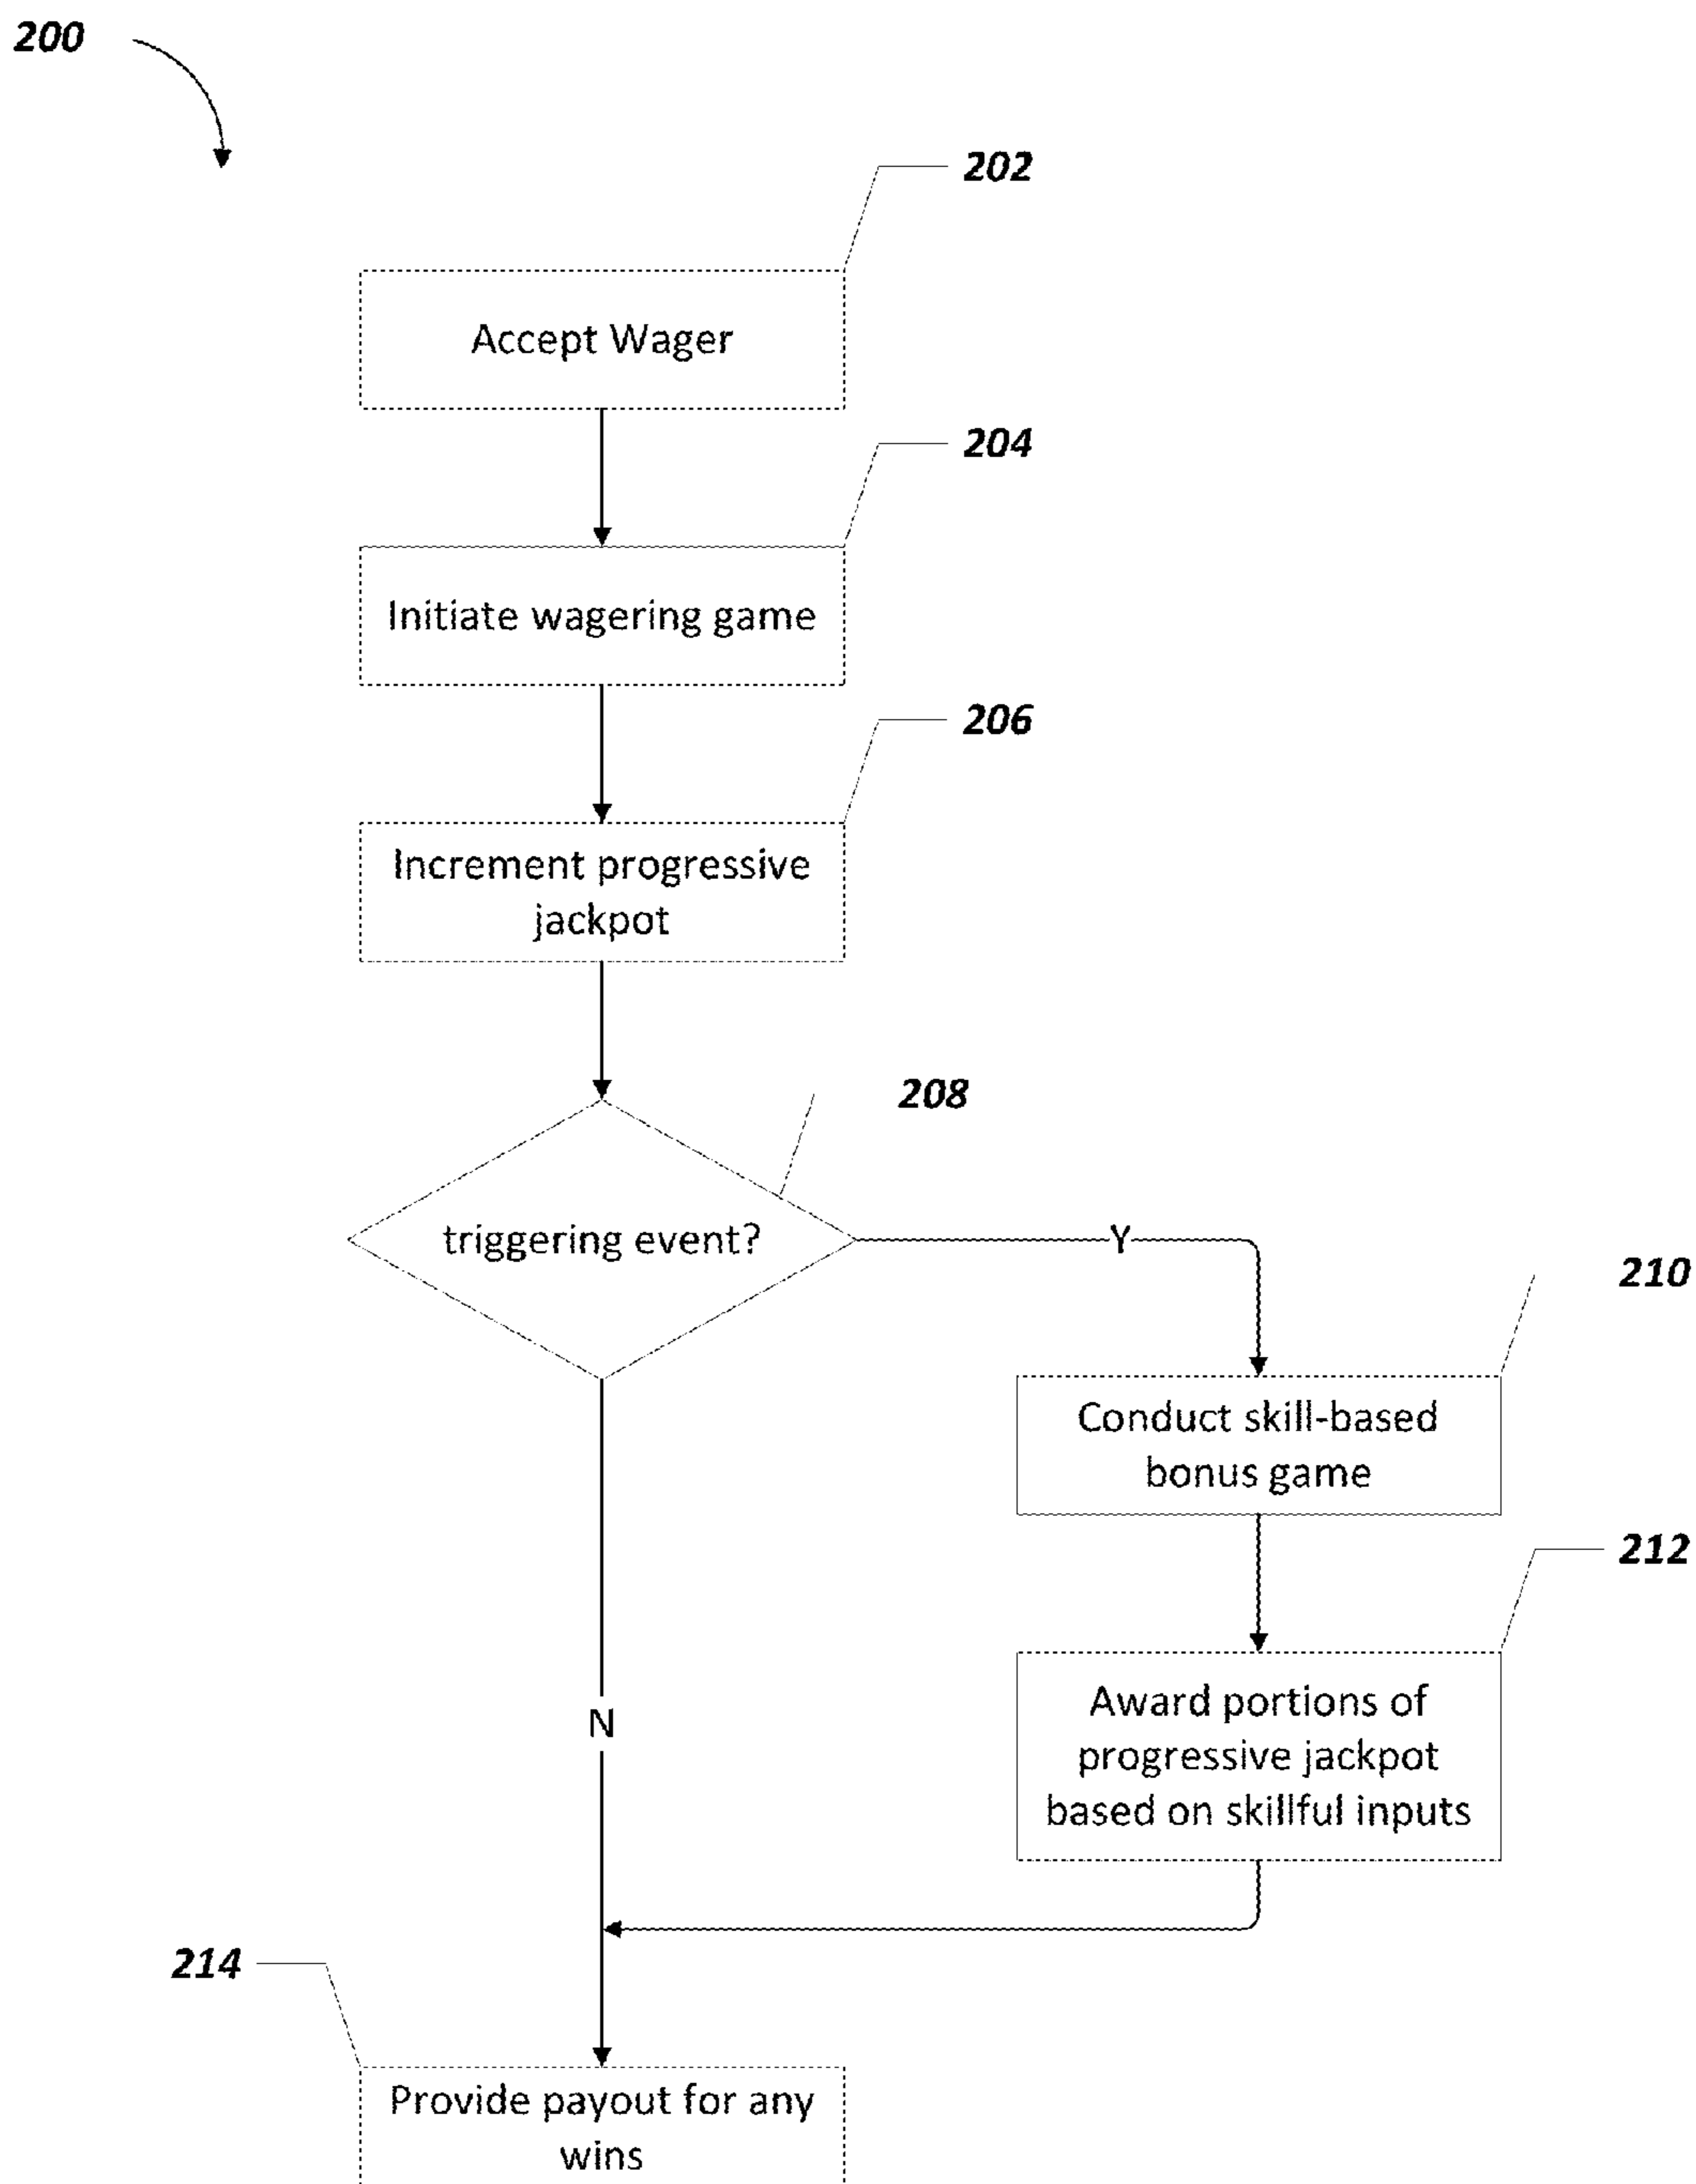 200
202
Accept Wager
204
Initiate wagering game
206
Increment progressive
jackpot
208
triggering event?
Y
210
Conduct skill-based
bonus game
212
Award portions of
progressive jackpot
based on skillful inputs
N
214
Provide payout for any
wins